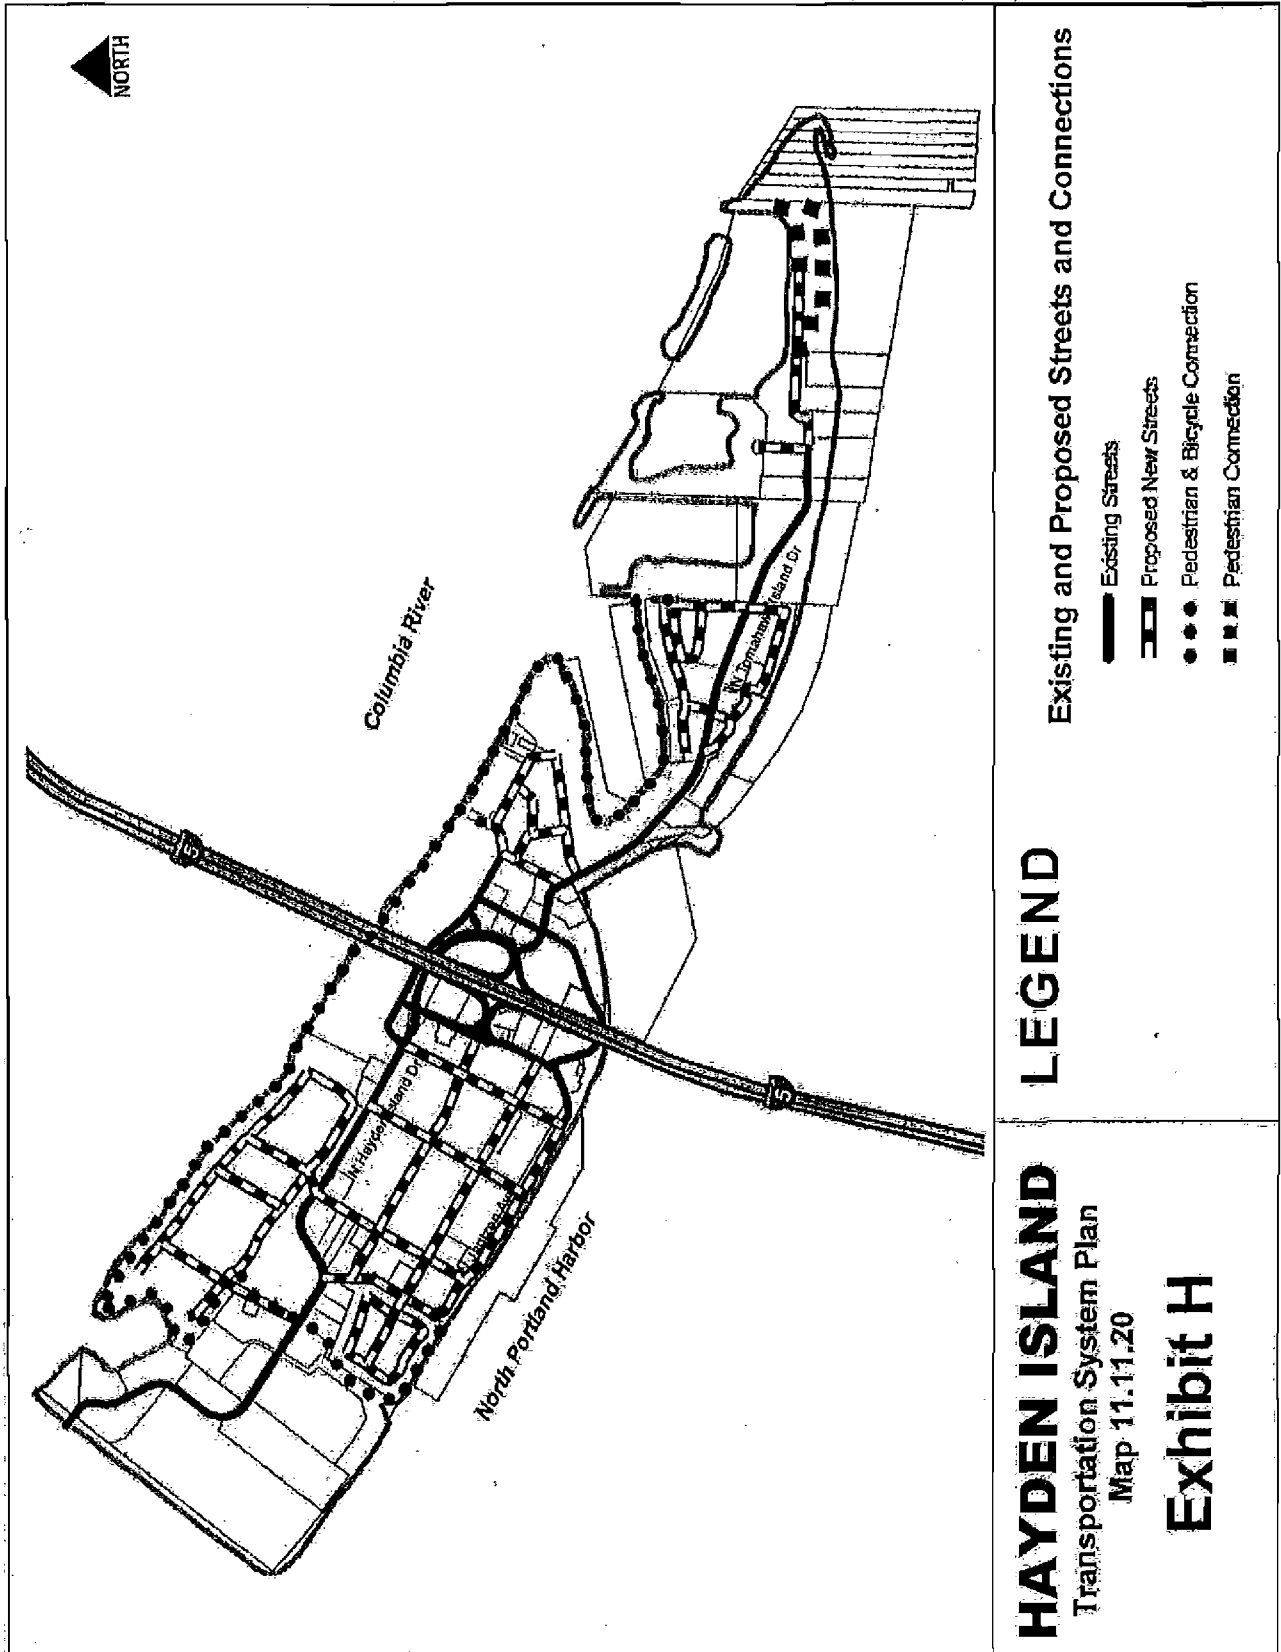 NORTH
Columbia River
N Hayden Island Dr
N Tomahawk Island Dr
North Portland Harbor
HAYDEN ISLAND
Transportation System Plan
Map 11.11.20
Exhibit H
LEGEND
Existing and Proposed Streets and Connections
Existing Streets
Proposed New Streets
Pedestrian & Bicycle Connection
Pedestrian Connection